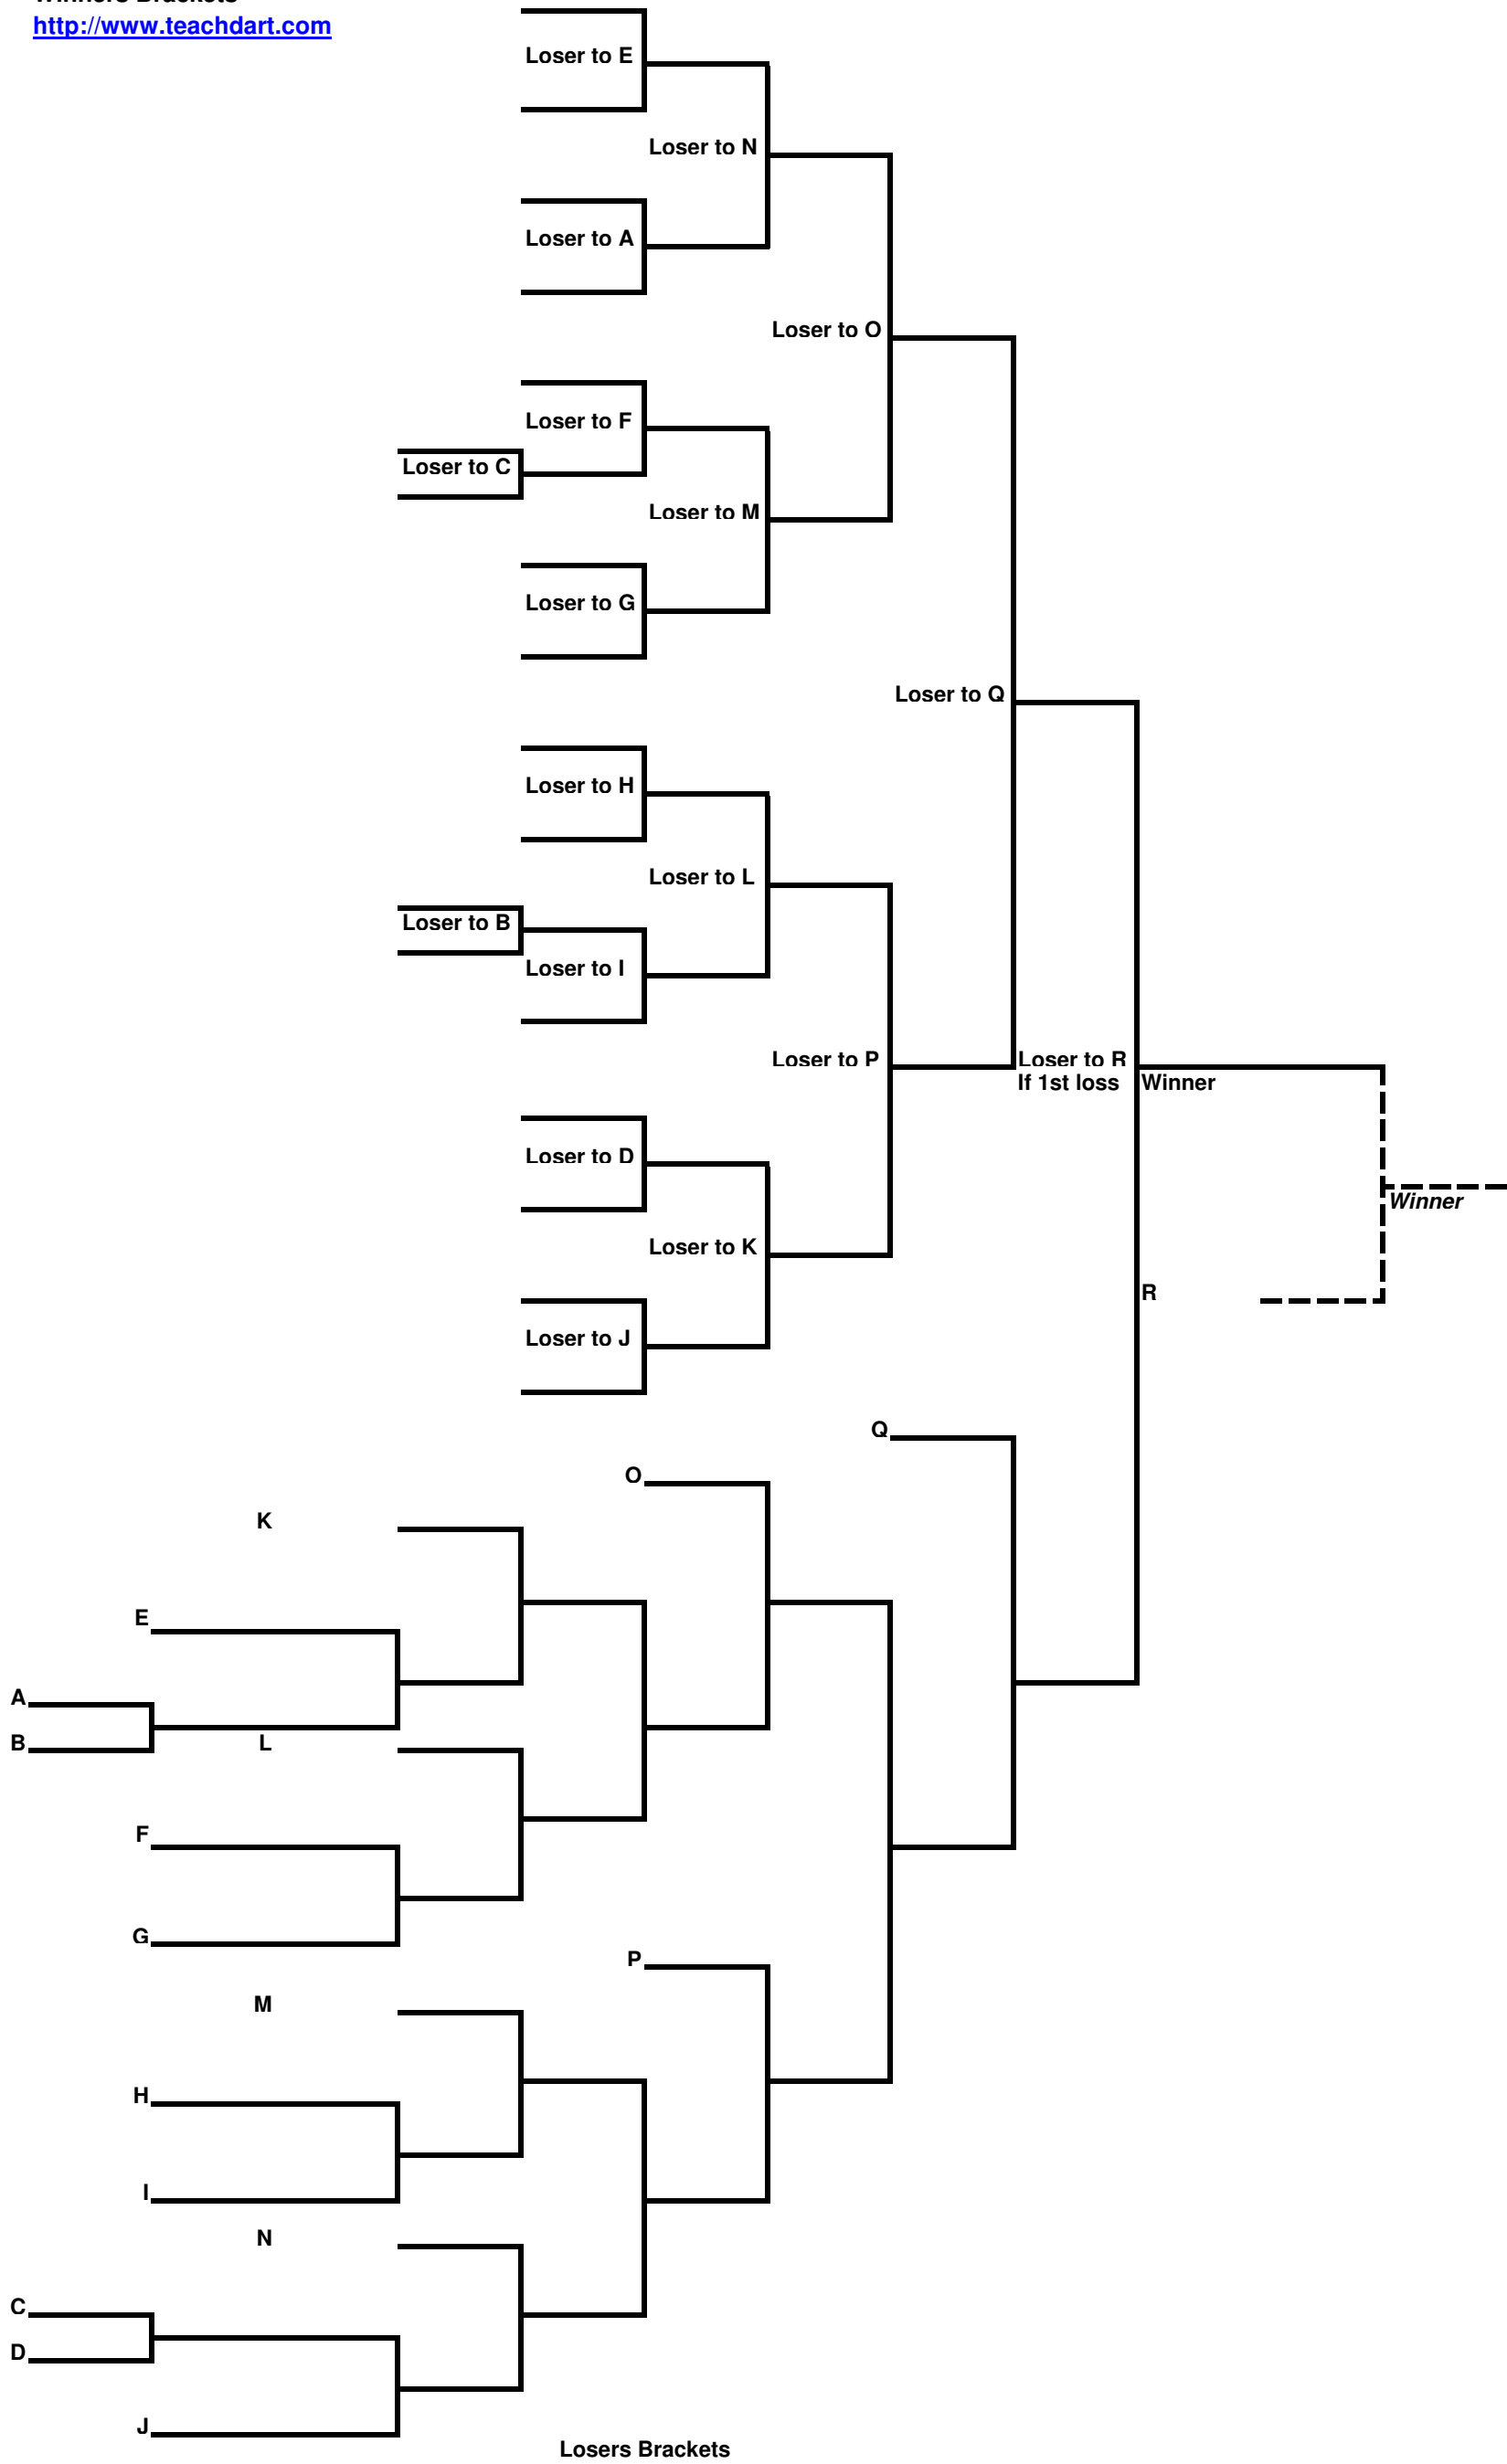 Winners Brackets
http://www.teachdart.com
Loser to E
Loser to N
Loser to A
Loser to O
Loser to F
Loser to C
Loser to M
Loser to G
Loser to Q
Loser to H
Loser to L
Loser to B
Loser to I
Loser to P
Loser to R
If 1st loss
Winner
Loser to D
Winner
Loser to K
R
Loser to J
Q
O
K
E
A
B
L
F
G
P
M
H
I
N
C
D
J
Losers Brackets